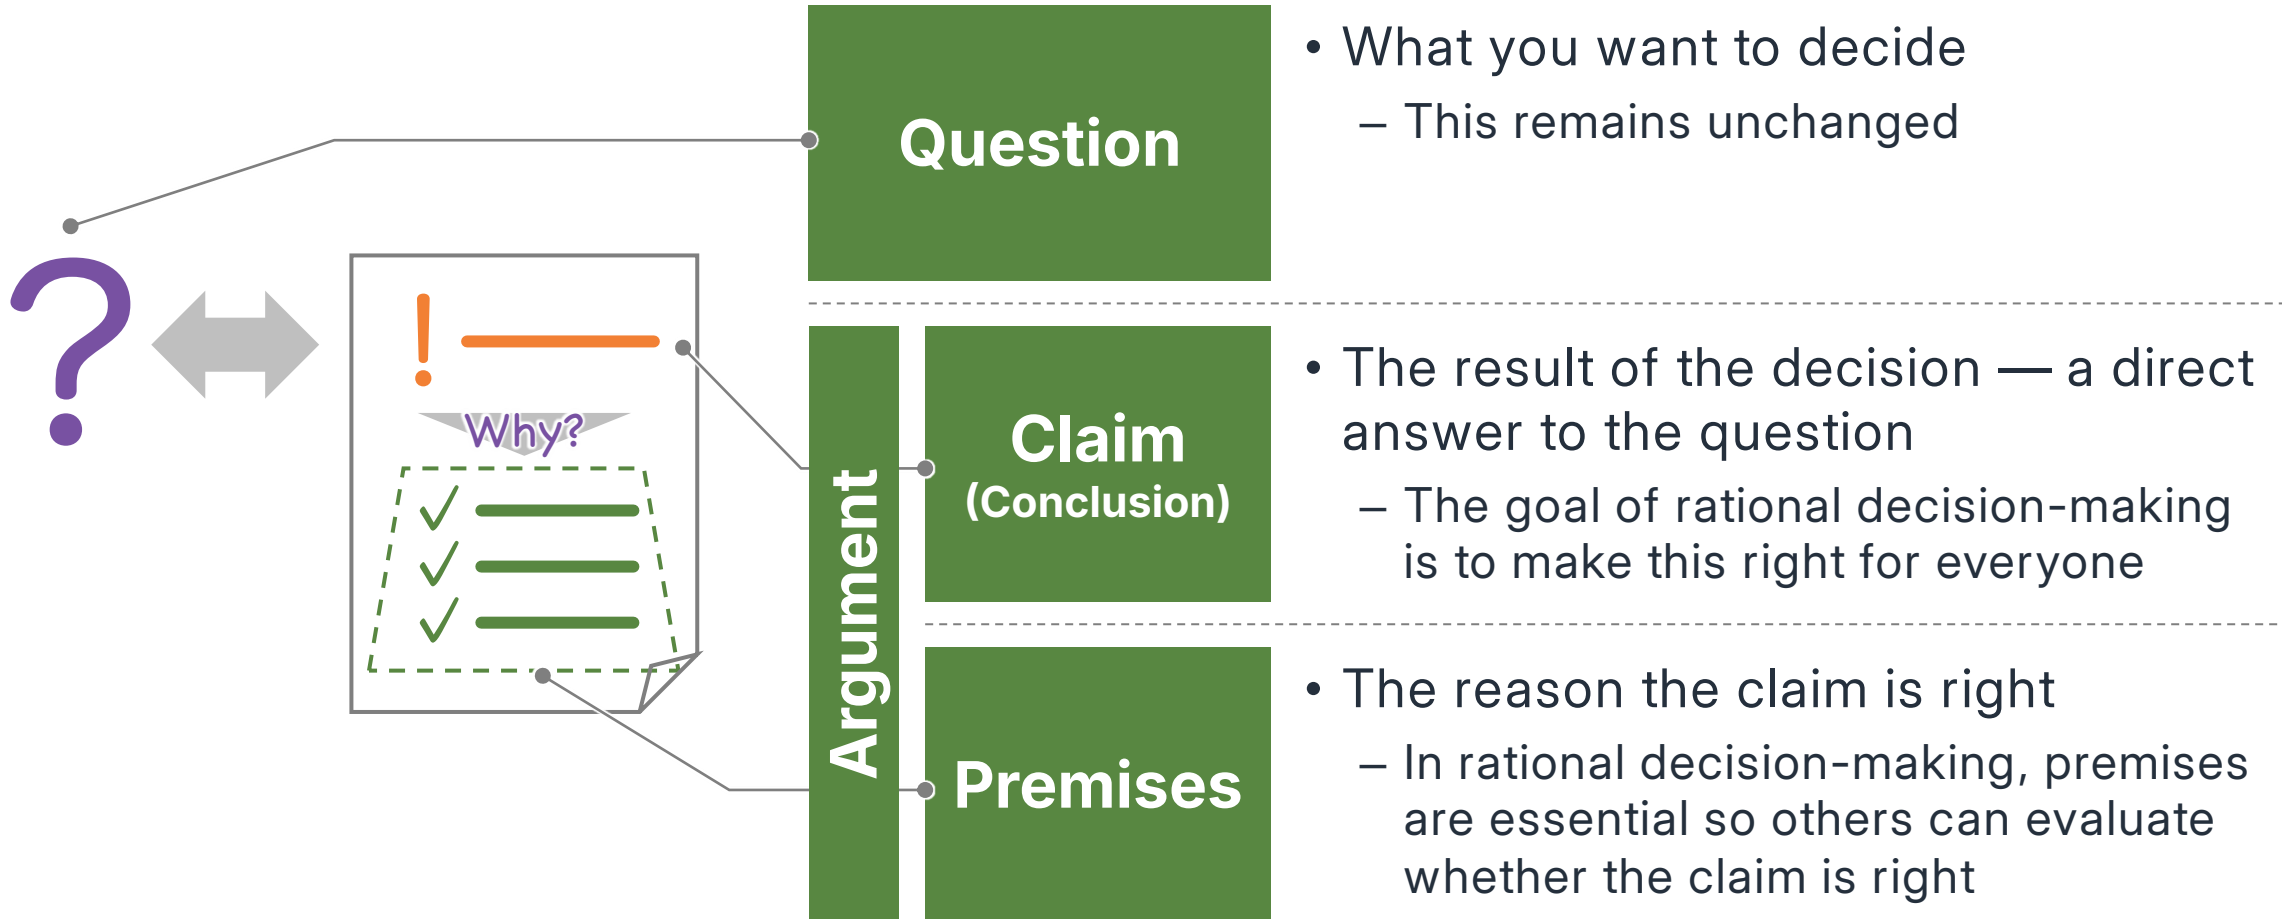 Question
• What you want to decide
– This remains unchanged
?
!
Why?
Argument
Claim
(Conclusion)
• The result of the decision — a direct
answer to the question
– The goal of rational decision-making
is to make this right for everyone
Premises
• The reason the claim is right
– In rational decision-making, premises
are essential so others can evaluate
whether the claim is right